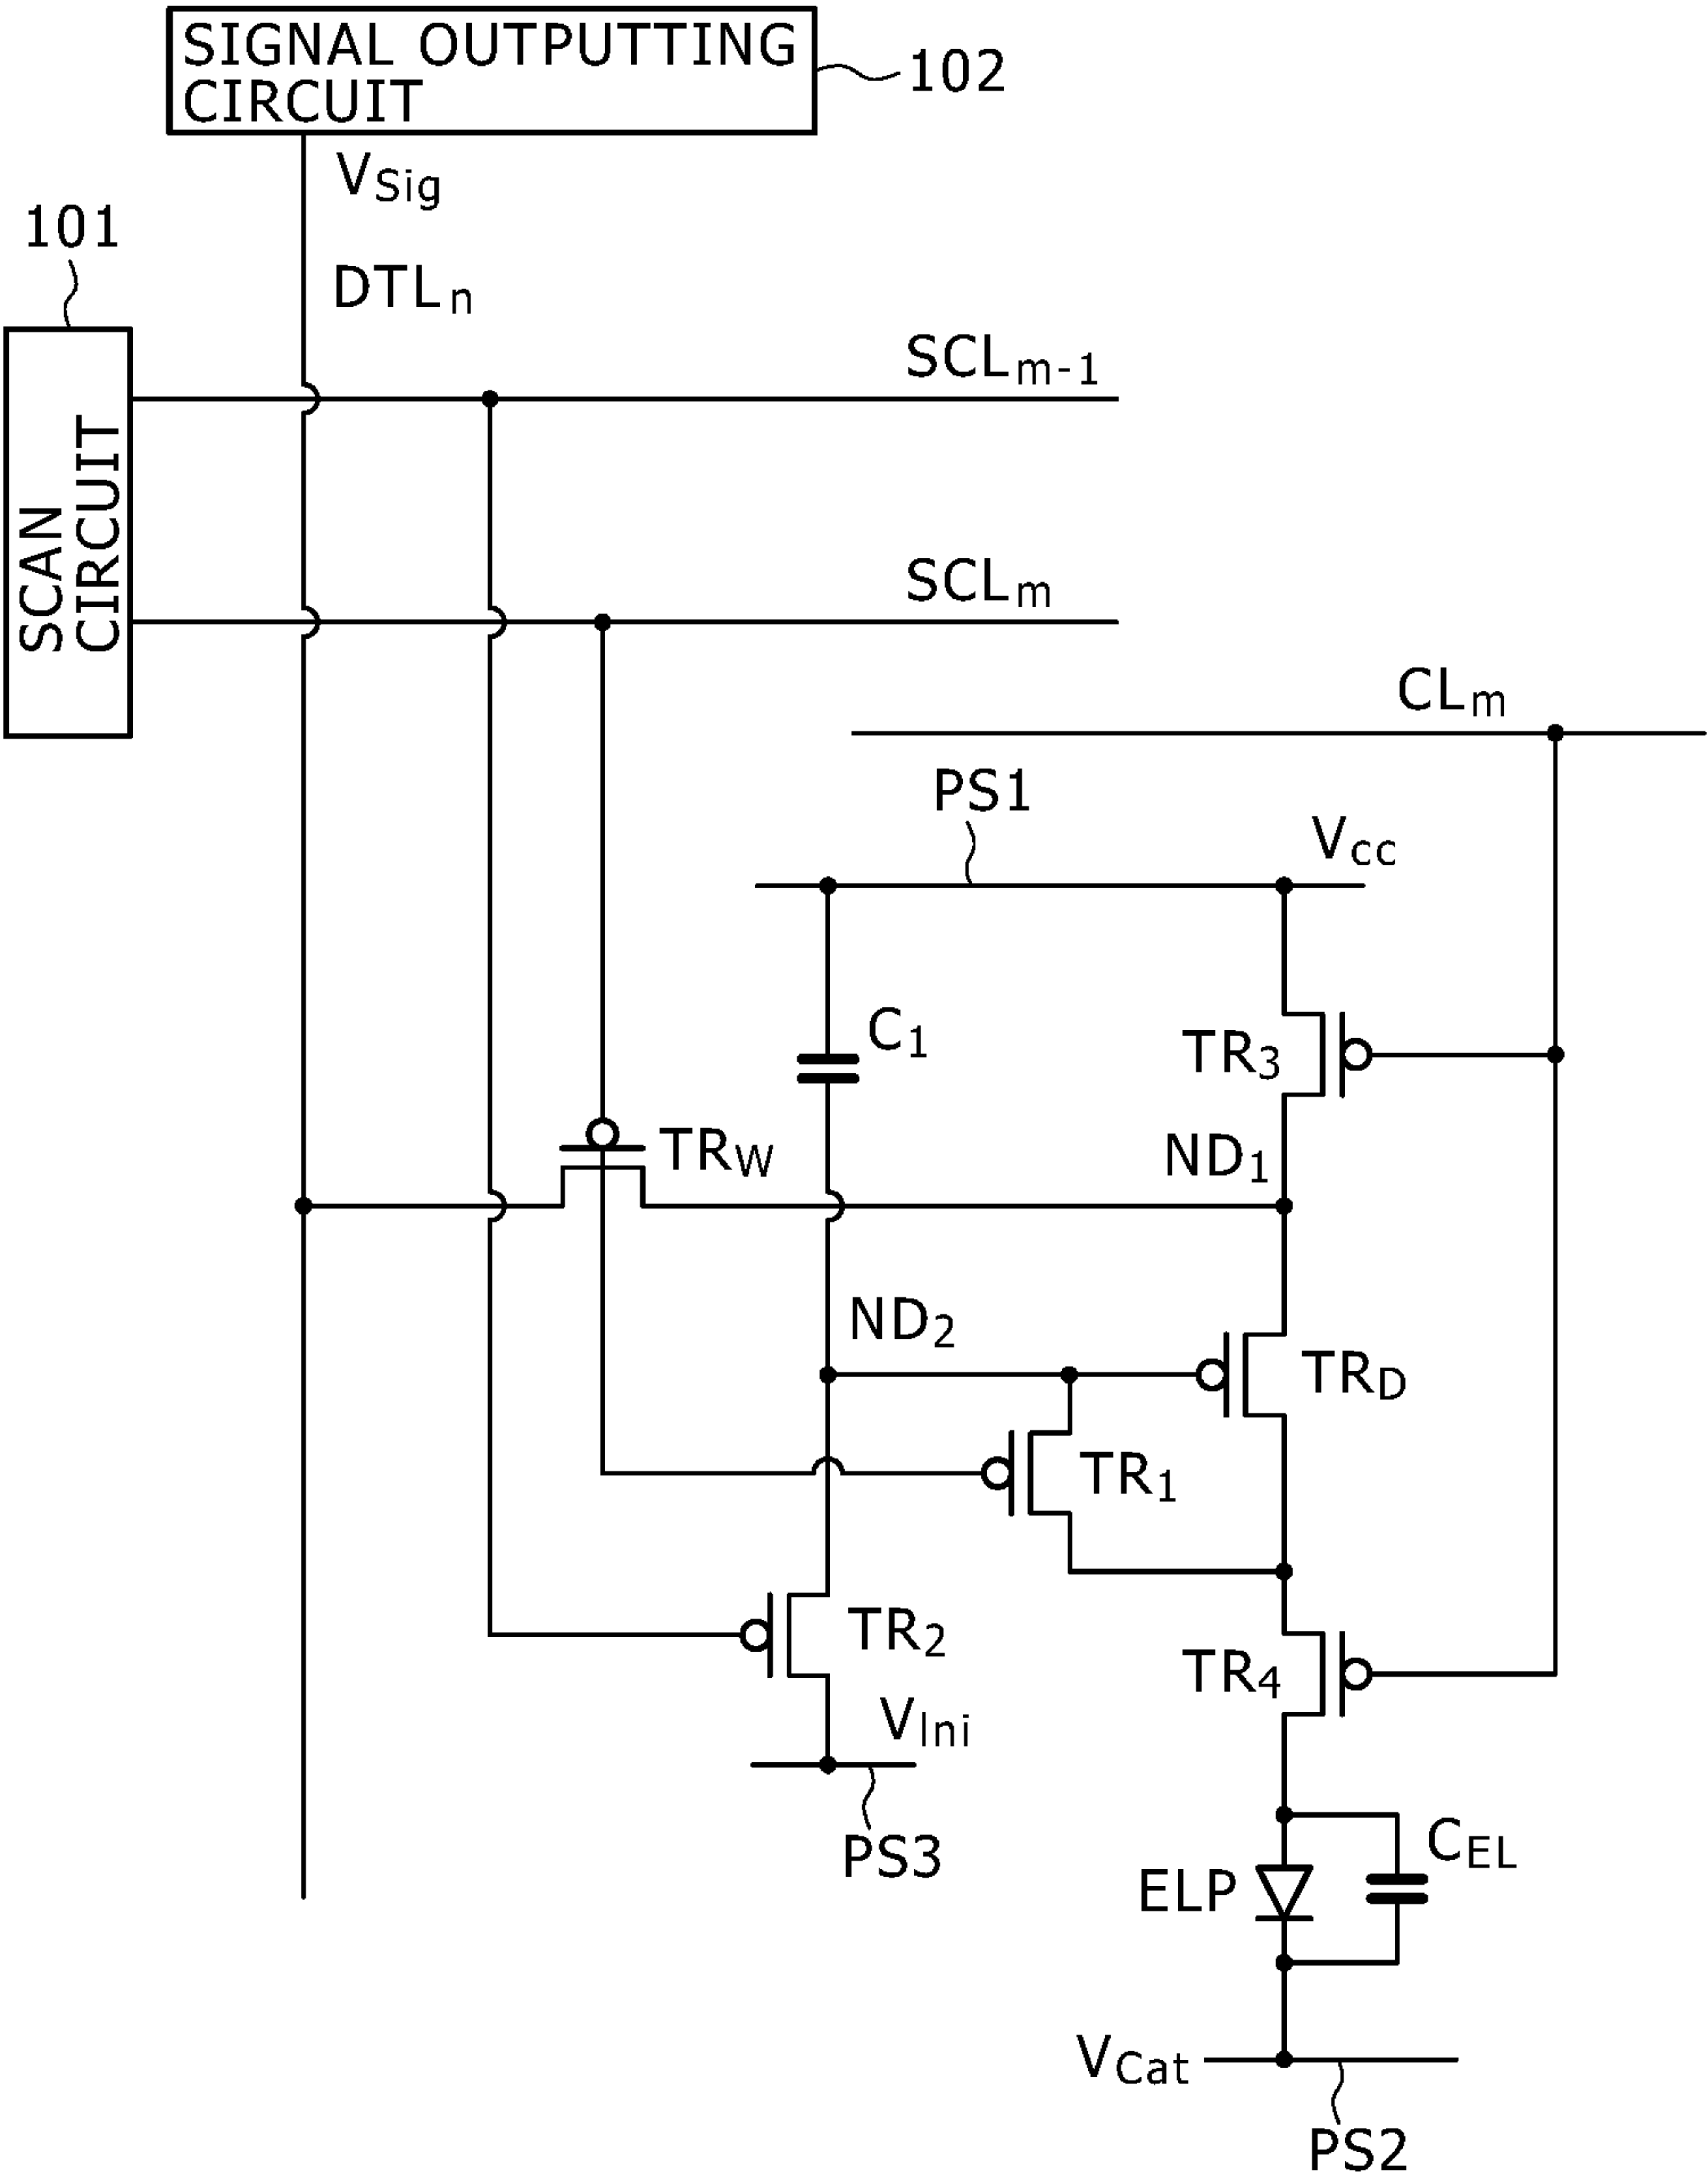 SIGNAL OUTPUTTING
CIRCUIT
102
VSig
101
DTLn
SCLm-1
SCAN
CIRCUIT
SCLm
CLm
PS1
Vcc
C1
TR3
TRW
ND1
ND2
TRD
TR1
TR2
TR4
VIni
PS3
CEL
ELP
VCat
PS2